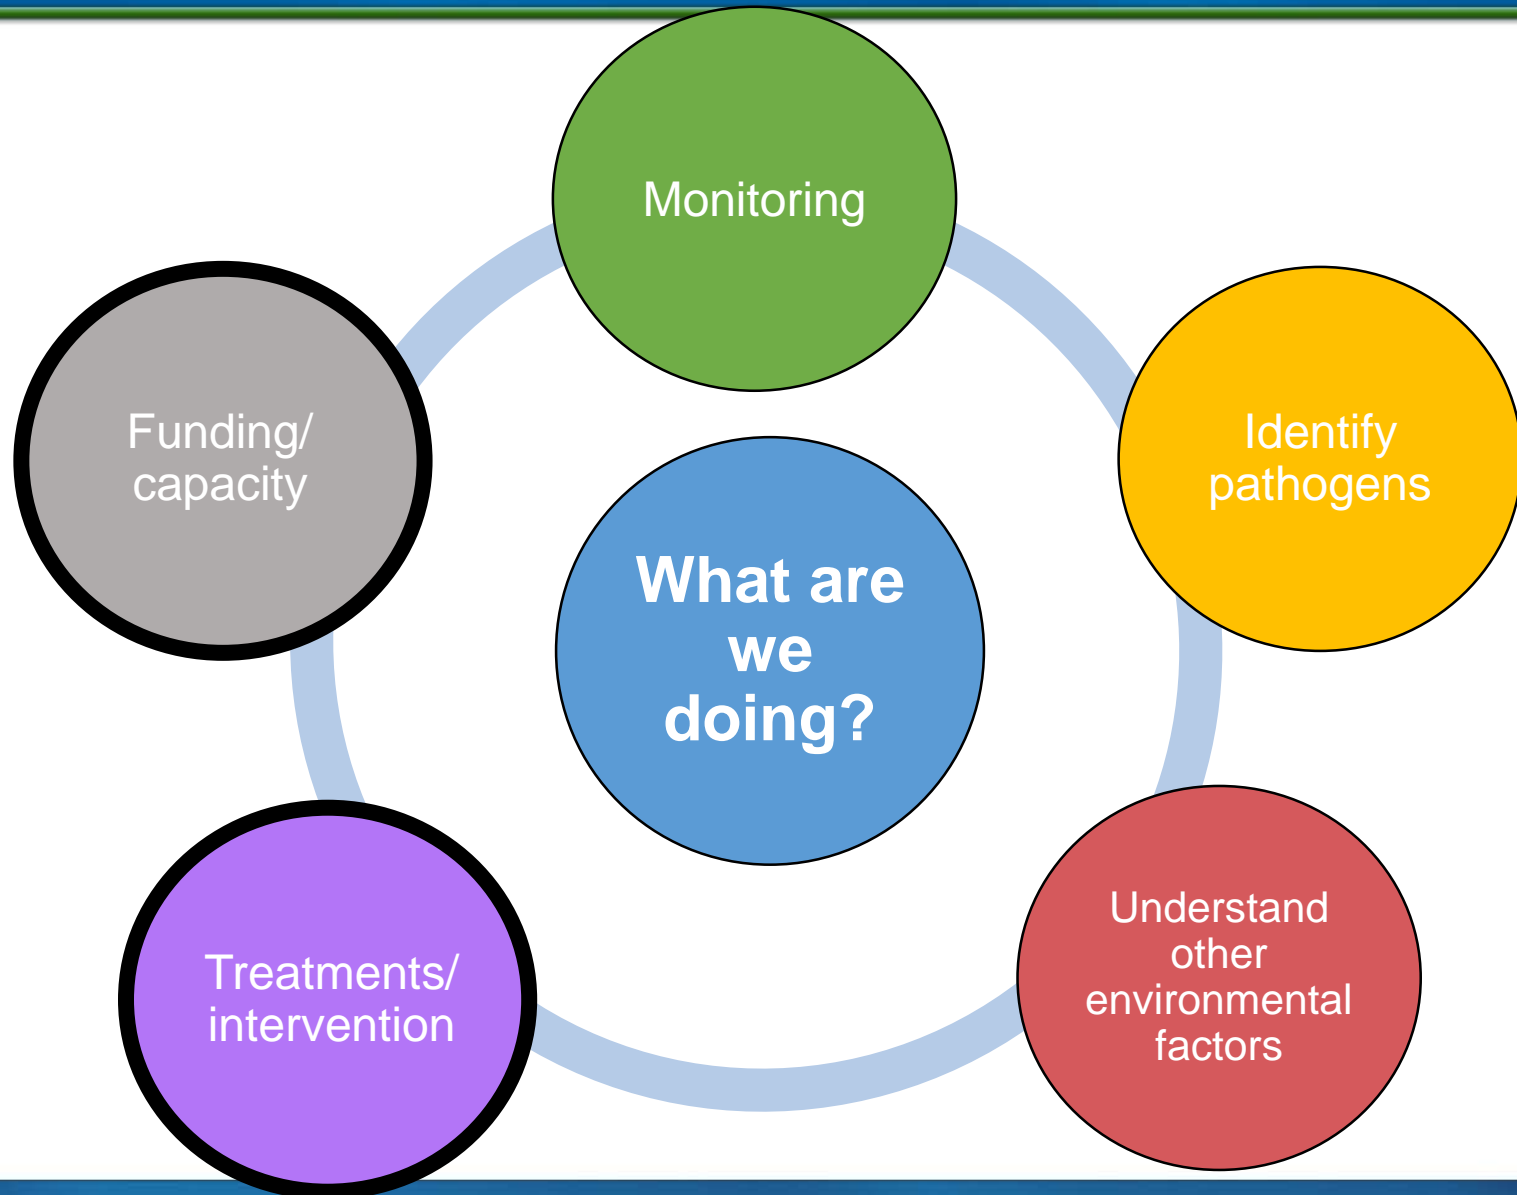 Monitoring
Identify
pathogens
Understand
other
environmental
factors
Treatments/
intervention
Funding/
capacity
What are
we
doing?